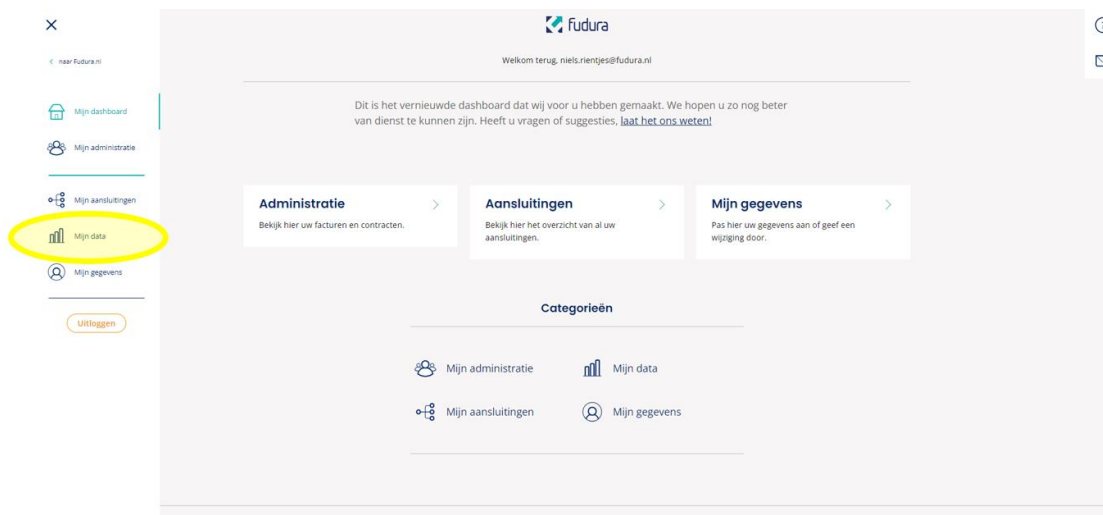 naar Fudura.nl
Mijn dashboard
Mijn administratie
Mijn aansluitingen
Mijn data
Mijn gegevens
Uitloggen
fudura
Welkom terug, niels.rientjes@fudura.nl
Dit is het vernieuwde dashboard dat wij voor u hebben gemaakt. We hopen u zo nog beter
van dienst te kunnen zijn. Heeft u vragen of suggesties, laat het ons weten!
Administratie
Bekijk hier uw facturen en contracten.
Aansluitingen
Bekijk hier het overzicht van al uw
aansluitingen.
Mijn gegevens
Pas hier uw gegevens aan of geef een
wijziging door.
Categorieën
Mijn administratie
Mijn data
Mijn aansluitingen
Mijn gegevens